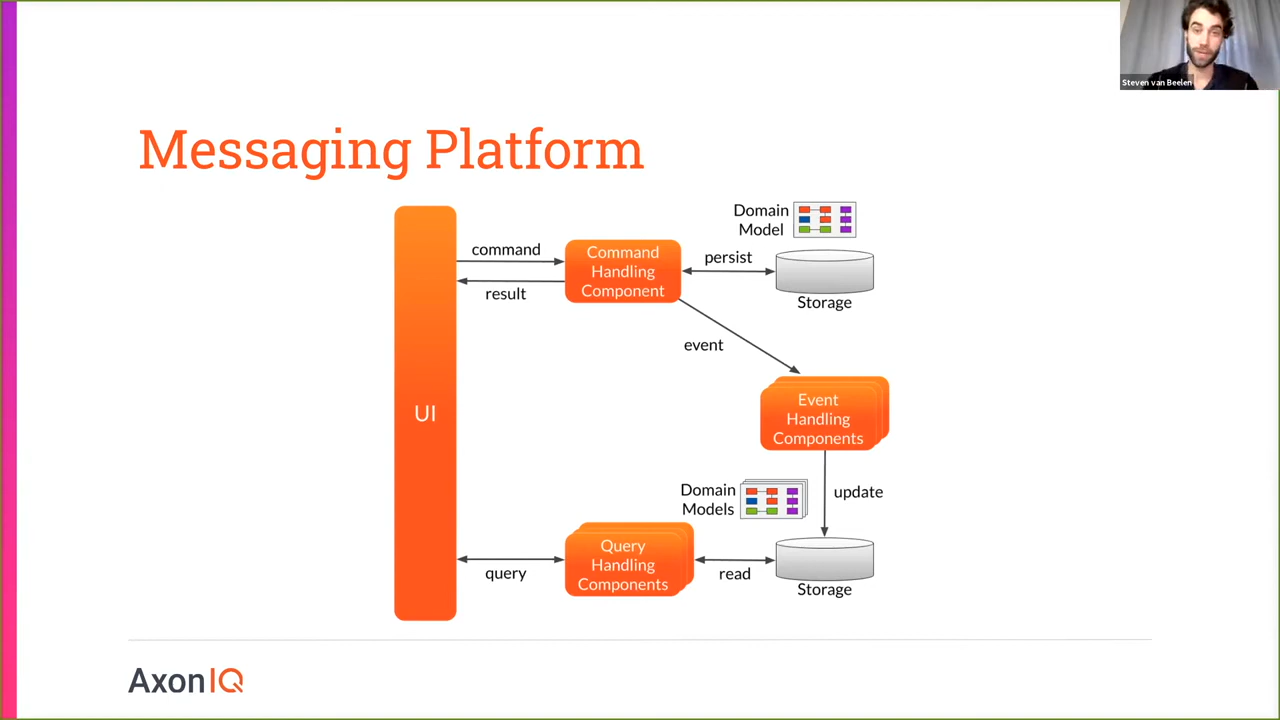 Steven van Beelen
Messaging Platform
Domain
Model
command
Command
Handling
Component
persist
result
Storage
event
UI
Event
Handling
Components
Domain
Models
update
Query
Handling
Components
query
read
Storage
AxonIQ